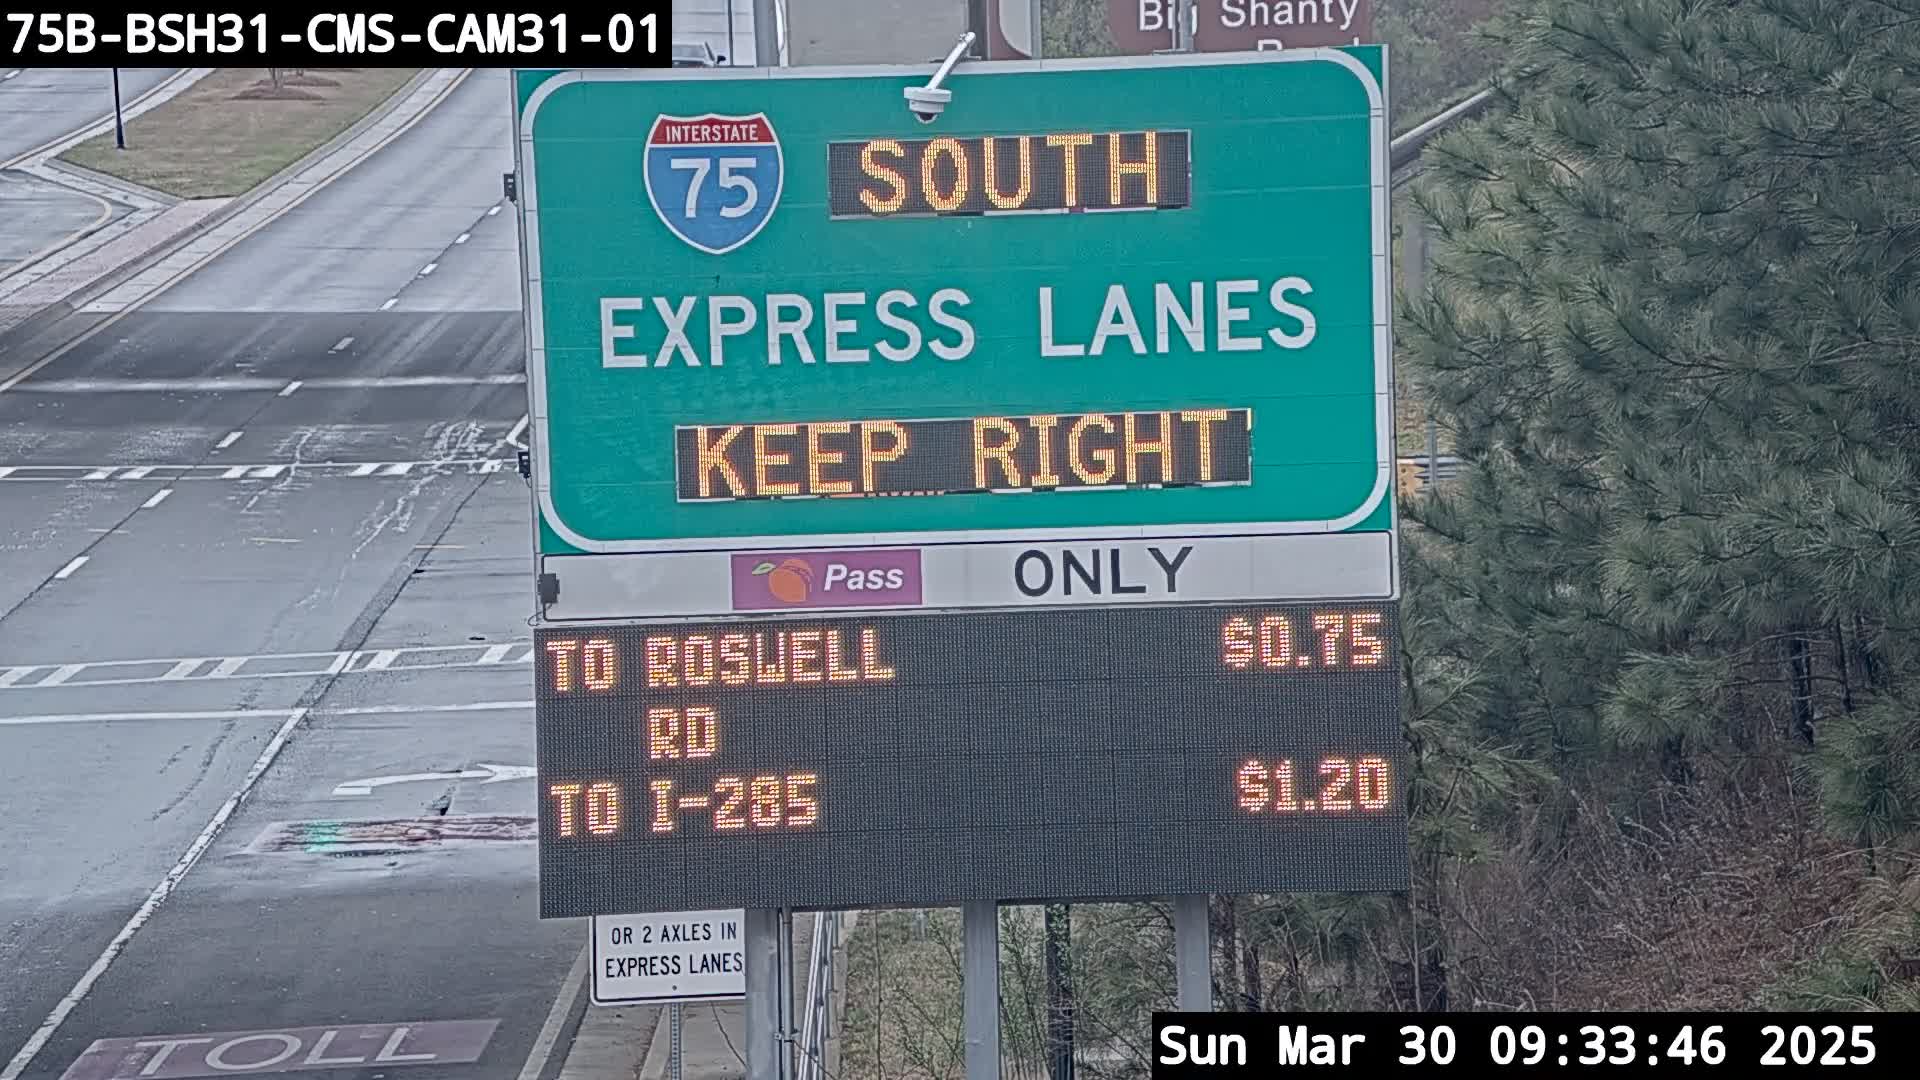 75B-BSH31-CMS-CAM31-01
Big Shanty
INTERSTATE
75
SOUTH
EXPRESS LANES
KEEP RIGHT
Pass ONLY
TO ROSWELL $0.75
RD
TO I-285 $1.20
OR 2 AXLES IN
EXPRESS LANES
TOLL
Sun Mar 30 09:33:46 2025